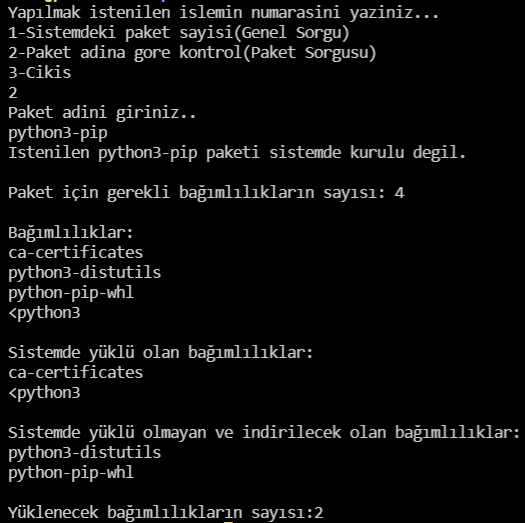 Yapılmak istenilen islemin numarasini yaziniz...
1-Sistemdeki paket sayisi(Genel Sorgu)
2-Paket adina gore kontrol(Paket Sorgusu)
3-Cikis
2
Paket adini giriniz..
python3-pip
Istenilen python3-pip paketi sistemde kurulu degil.
Paket için gerekli bağımlılıkların sayısı: 4
Bağımlılıklar:
ca-certificates
python3-distutils
python-pip-whl
<python3
Sistemde yüklü olan bağımlılıklar:
ca-certificates
<python3
Sistemde yüklü olmayan ve indirilecek olan bağımlılıklar:
python3-distutils
python-pip-whl
Yüklenecek bağımlılıkların sayısı:2